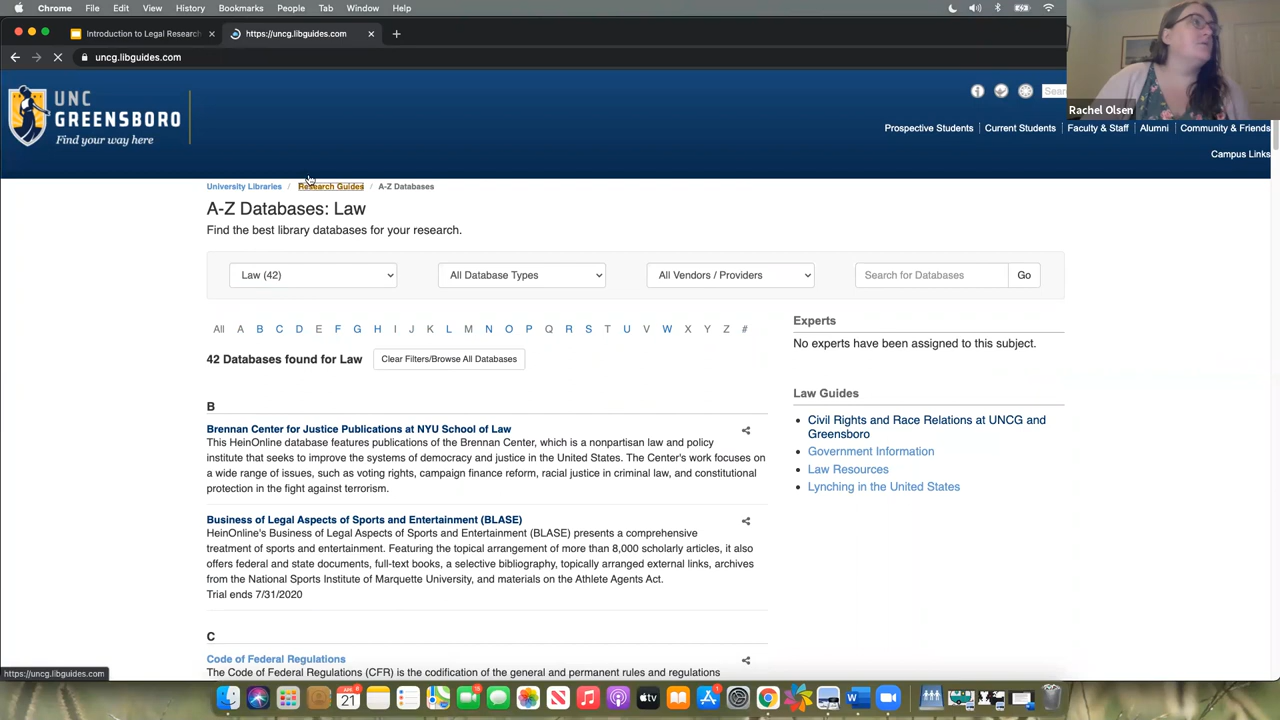 Chrome File Edit View History Bookmarks People Tab Window Help
Introduction to Legal Research
https://uncg.libguides.com
uncg.libguides.com
UNC
GREENSBORO
Find your way here
Sear
Rachel Olsen
Prospective Students Current Students Faculty & Staff Alumni Community & Friends
Campus Links
University Libraries / Research Guides / A-Z Databases
A-Z Databases: Law
Find the best library databases for your research.
Law (42) All Database Types All Vendors / Providers Search for Databases Go
All A B C D E F G H I J K L M N O P Q R S T U V W X Y Z #
42 Databases found for Law Clear Filters/Browse All Databases
B
Brennan Center for Justice Publications at NYU School of Law
This HeinOnline database features publications of the Brennan Center, which is a nonpartisan law and policy
institute that seeks to improve the systems of democracy and justice in the United States. The Center's work focuses on
a wide range of issues, such as voting rights, campaign finance reform, racial justice in criminal law, and constitutional
protection in the fight against terrorism.
Business of Legal Aspects of Sports and Entertainment (BLASE)
HeinOnline's Business of Legal Aspects of Sports and Entertainment (BLASE) presents a comprehensive
treatment of sports and entertainment. Featuring the topical arrangement of more than 8,000 scholarly articles, it also
offers federal and state documents, full-text books, a selective bibliography, topically arranged external links, archives
from the National Sports Institute of Marquette University, and materials on the Athlete Agents Act.
Trial ends 7/31/2020
C
Code of Federal Regulations
The Code of Federal Regulations (CFR) is the codification of the general and permanent rules and regulations
Experts
No experts have been assigned to this subject.
Law Guides
Civil Rights and Race Relations at UNCG and
Greensboro
Government Information
Law Resources
Lynching in the United States
https://uncg.libguides.com
21